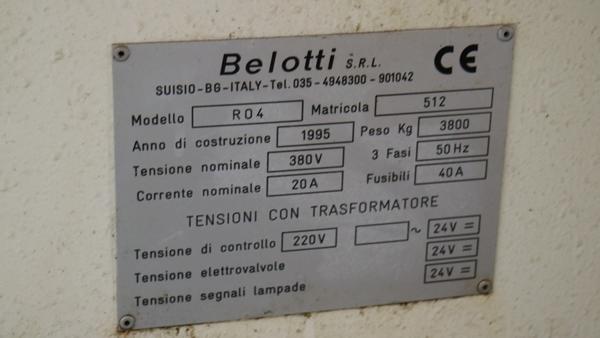 Belotti S.R.L. CE
SUISIO-BG-ITALY-Tel. 035-4948300-901042
Modello R04 Matricola 512
Anno di costruzione 1995 Peso Kg 3800
Tensione nominale 380V 3 Fasi 50Hz
Corrente nominale 20A Fusibili 40A
TENSIONI CON TRASFORMATORE
Tensione di controllo 220V ~ 24V =
Tensione elettrovalvole 24V =
Tensione segnali lampade 24V =